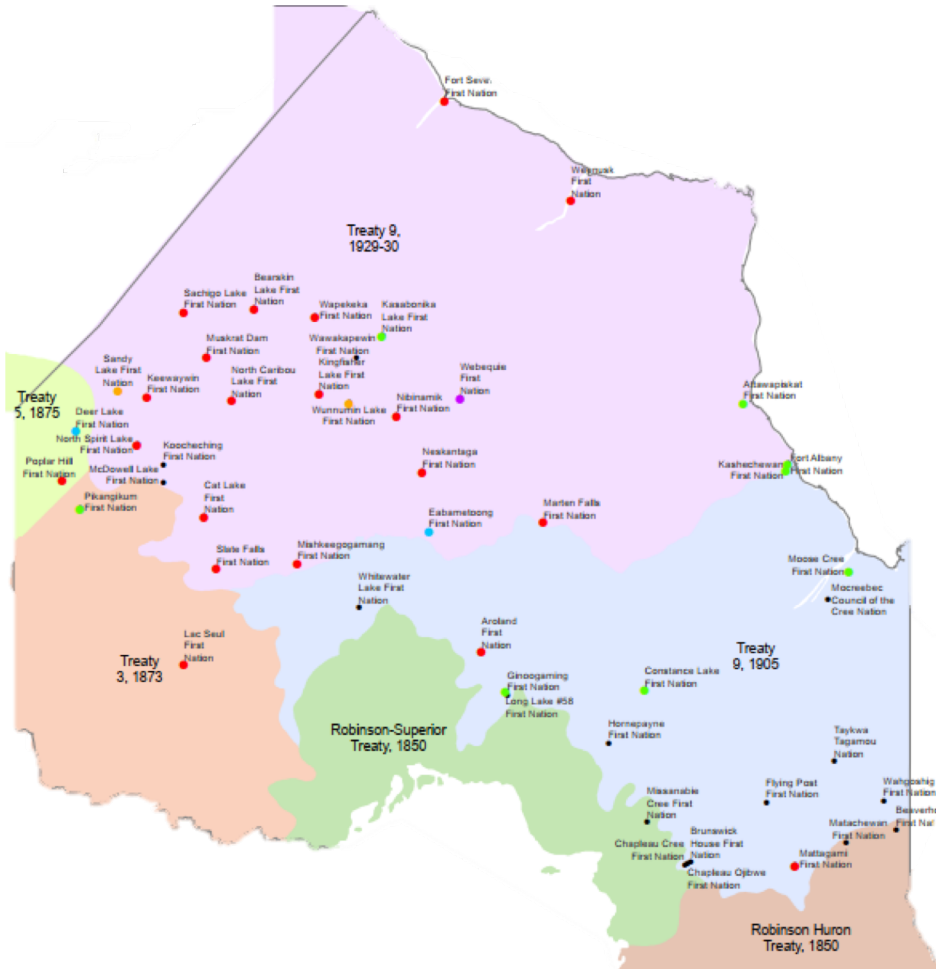 Fort Seve
First Nation
Weenusk
First
Nation
Treaty 9,
1929-30
Bearskin
Lake First
Nation
Sachigo Lake
First Nation
Wapekeka
First Nation
Kasabonika
Lake First
Nation
Muskrat Dam
First Nation
Wawakapewin
First Nation
Kingfisher
Lake First
Nation
Sandy
Lake First
Nation
Keewaywin
First Nation
North Caribou
Lake First
Nation
Webequie
First
Nation
Wunnumin Lake
First Nation
Nibinamik
First Nation
Attawapiskat
First Nation
Treaty
5, 1875
Deer Lake
First Nation
North Spirit Lake
First Nation
Koocheching
First Nation
Poplar Hill
First Nation
McDowell Lake
First Nation
Neskantaga
First Nation
Kashechewan
First Nation
Fort Albany
First Nation
Pikangikum
First Nation
Cat Lake
First
Nation
Eabametoong
First Nation
Marten Falls
First Nation
Slate Falls
First Nation
Mishkeegogamang
First Nation
Moose Cree
First Nation
Whitewater
Lake First
Nation
Mocreebec
Council of the
Cree Nation
Lac Seul
First
Nation
Aroland
First
Nation
Treaty
3, 1873
Treaty
9, 1905
Ginoogaming
First Nation
Long Lake #58
First Nation
Constance Lake
First Nation
Robinson-Superior
Treaty, 1850
Hornepayne
First Nation
Taykwa
Tagamou
Nation
Missanabie
Cree First
Nation
Flying Post
First Nation
Wahgoshig
First Nation
Beaverho
First Nat
Matachewan
First Nation
Chapleau Cree
First Nation
Brunswick
House First
Nation
Mattagami
First Nation
Chapleau Ojibwe
First Nation
Robinson Huron
Treaty, 1850